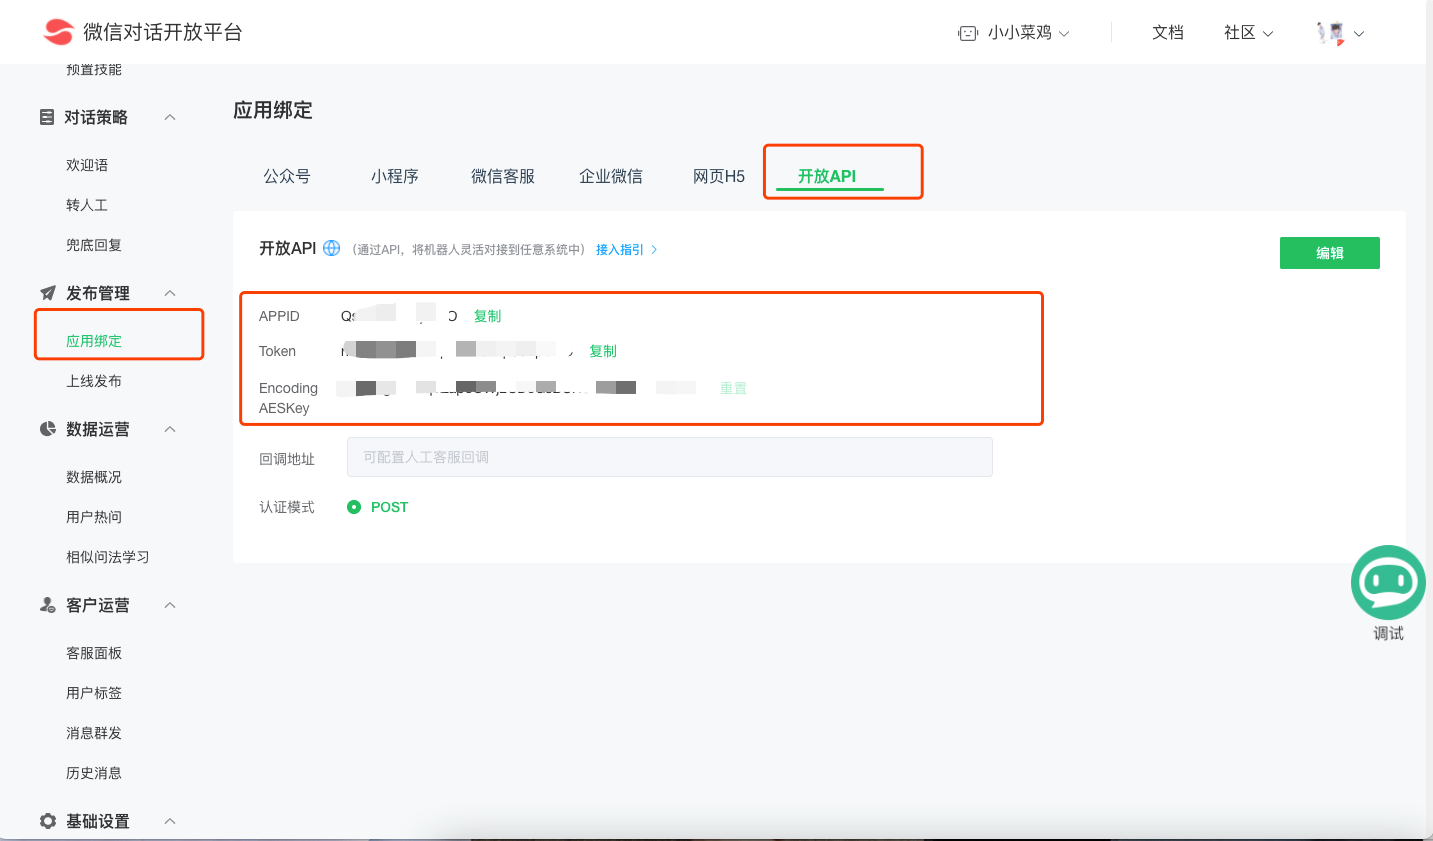 微信对话开放平台
小小菜鸡
文档
社区
预置技能
对话策略
欢迎语
转人工
兜底回复
发布管理
应用绑定
上线发布
数据运营
数据概况
用户热问
相似问法学习
客户运营
客服面板
用户标签
消息群发
历史消息
基础设置
应用绑定
公众号
小程序
微信客服
企业微信
网页H5
开放API
开放API （通过API，将机器人灵活对接到任意系统中） 接入指引
编辑
APPID
复制
Token
复制
Encoding
AESKey
重置
回调地址
可配置人工客服回调
认证模式
POST
调试